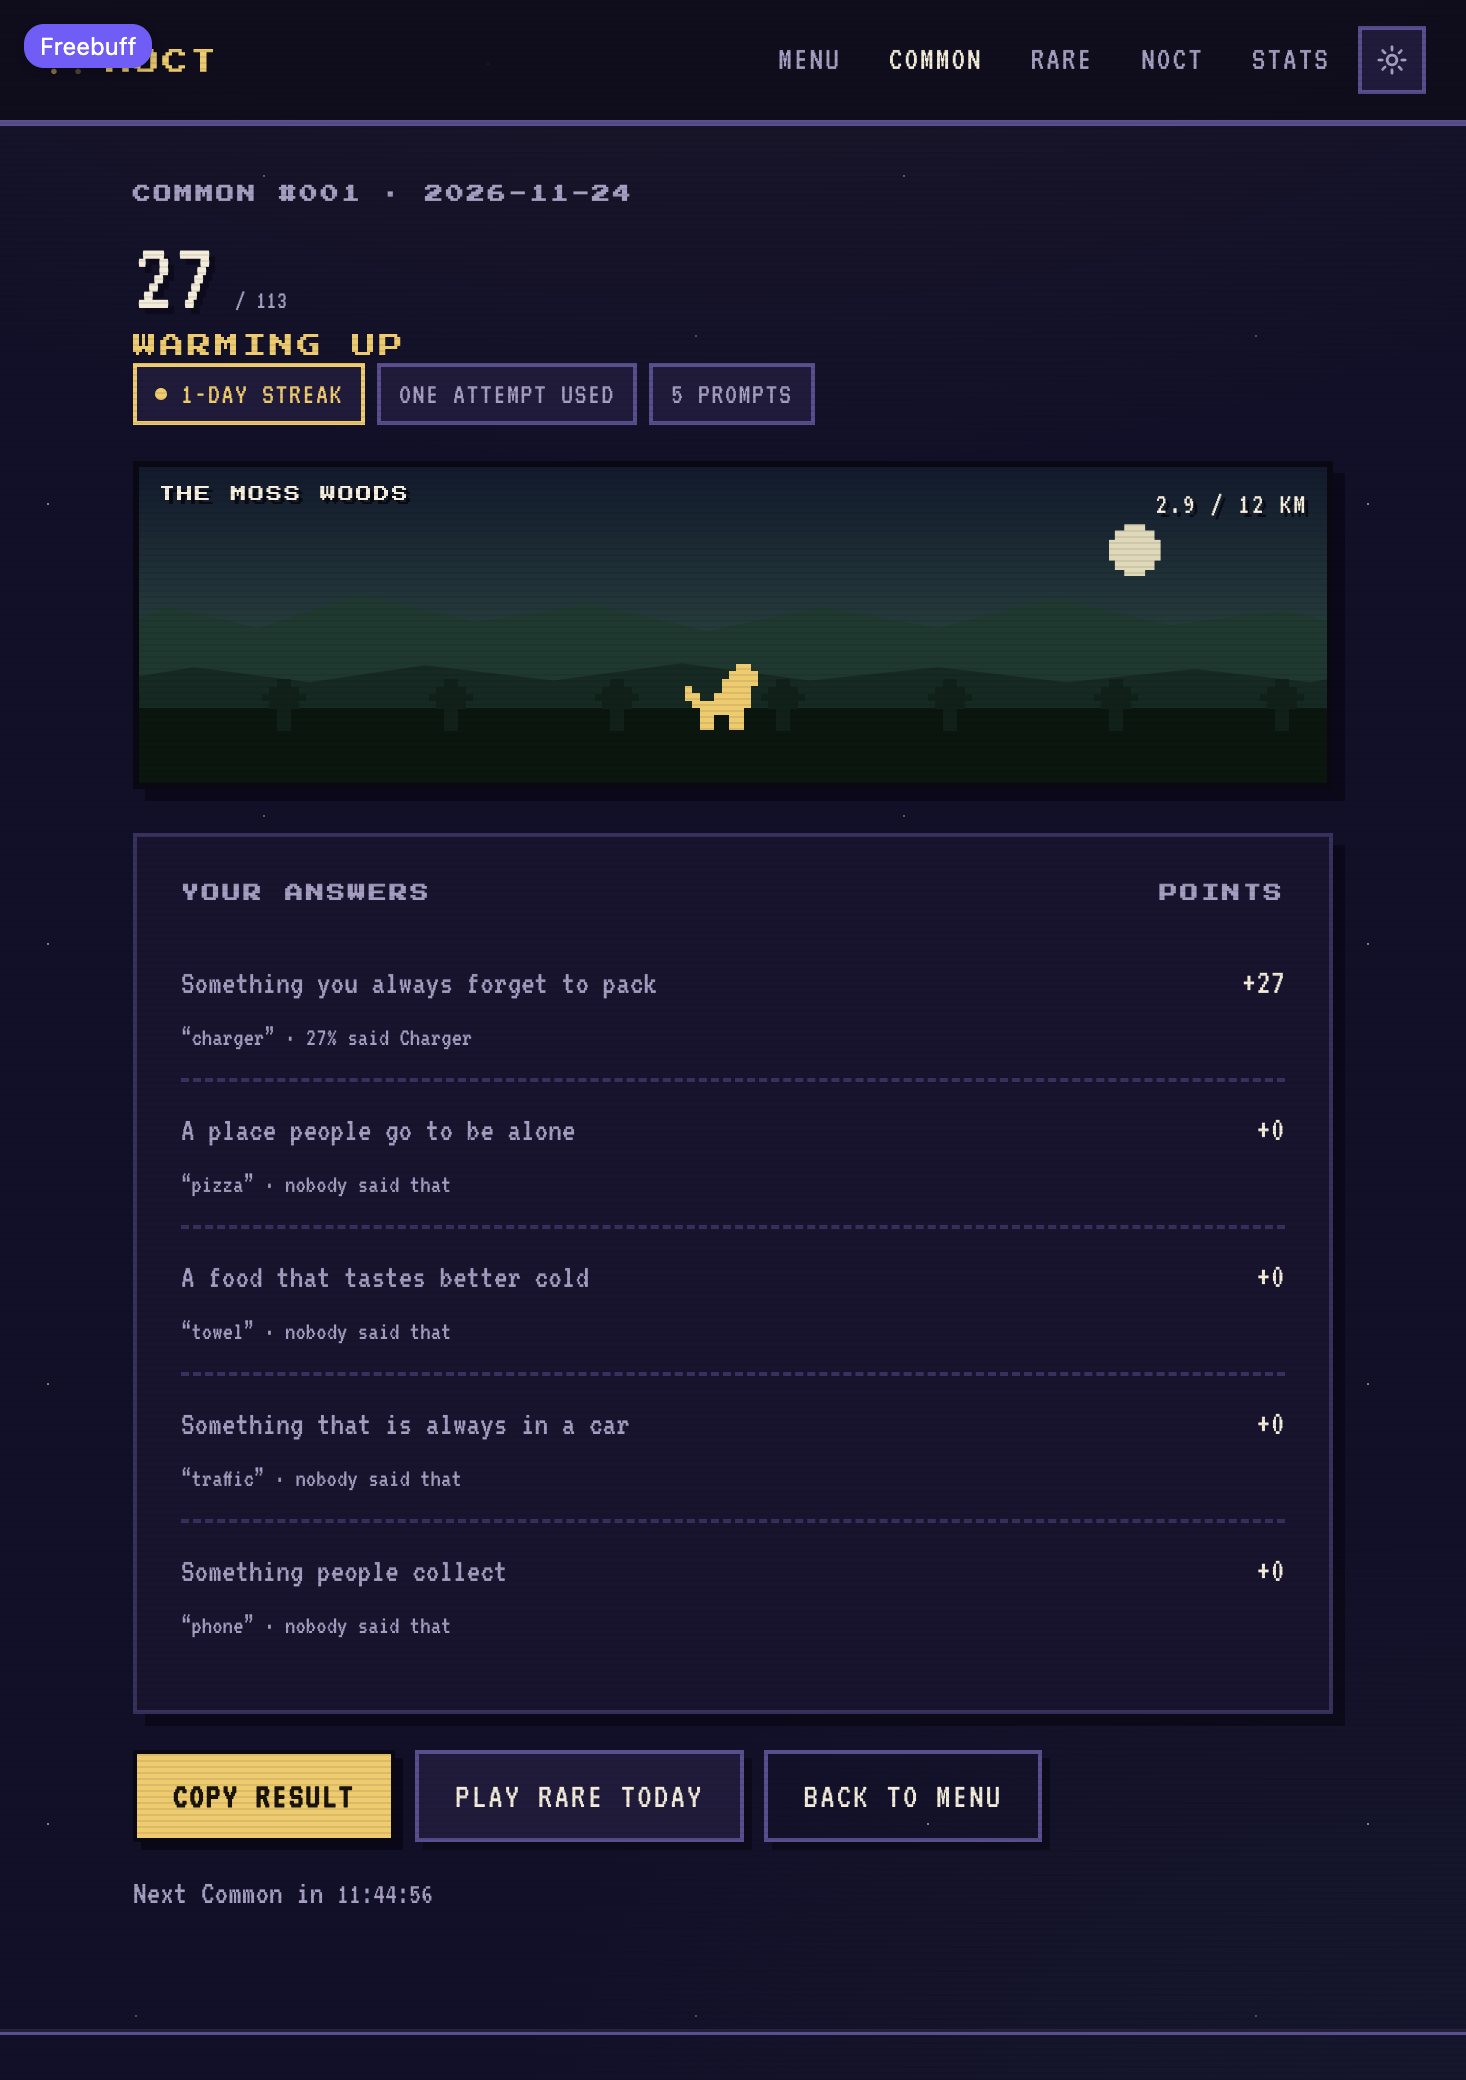 Freebuff
MENU COMMON RARE NOCT STATS
COMMON #001 · 2026-11-24
27 / 113
WARMING UP
1-DAY STREAK ONE ATTEMPT USED 5 PROMPTS
THE MOSS WOODS
2.9 / 12 KM
YOUR ANSWERS POINTS
Something you always forget to pack +27
“charger” · 27% said Charger
A place people go to be alone +0
“pizza” · nobody said that
A food that tastes better cold +0
“towel” · nobody said that
Something that is always in a car +0
“traffic” · nobody said that
Something people collect +0
“phone” · nobody said that
COPY RESULT PLAY RARE TODAY BACK TO MENU
Next Common in 11:44:56